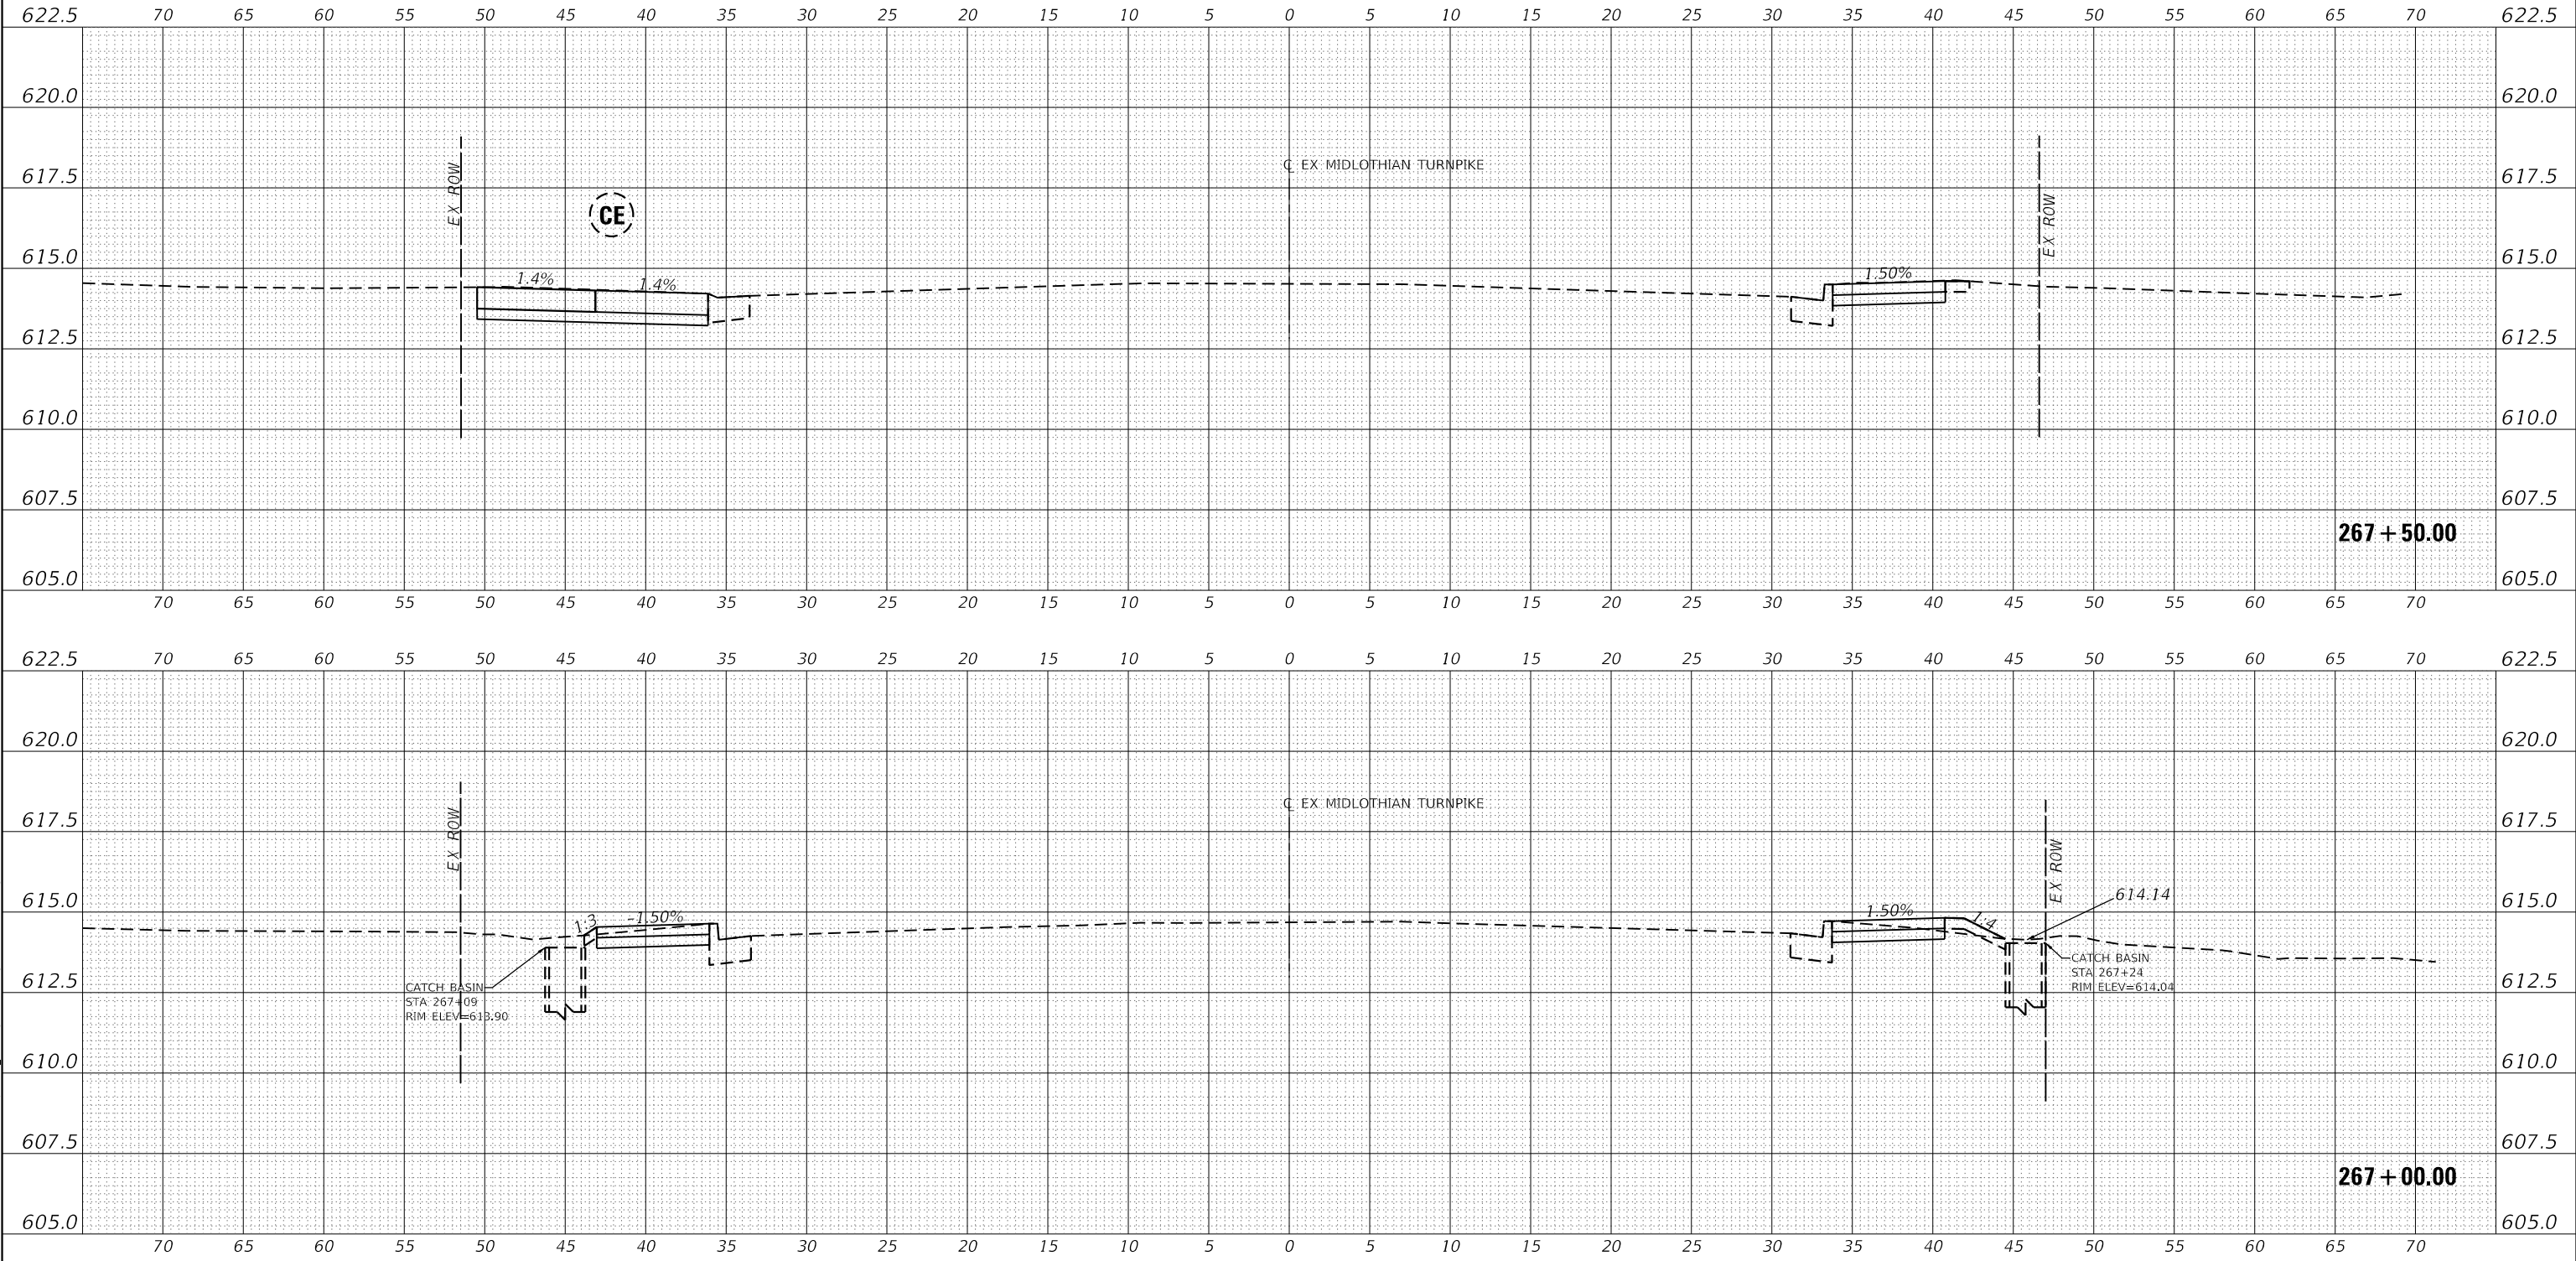 622.5 70 65 60 55 50 45 40 35 30 25 20 15 10 5 0 5 10 15 20 25 30 35 40 45 50 55 60 65 70 622.5
620.0 620.0
℄ EX MIDLOTHIAN TURNPIKE
EX ROW
617.5 617.5
CE
EX ROW
615.0 615.0
1.4% 1.4% 1.50%
612.5 612.5
610.0 610.0
607.5 607.5
267+50.00
605.0 605.0
70 65 60 55 50 45 40 35 30 25 20 15 10 5 0 5 10 15 20 25 30 35 40 45 50 55 60 65 70
622.5 70 65 60 55 50 45 40 35 30 25 20 15 10 5 0 5 10 15 20 25 30 35 40 45 50 55 60 65 70 622.5
620.0 620.0
℄ EX MIDLOTHIAN TURNPIKE
617.5 617.5
EX ROW
EX ROW
615.0 615.0
614.14
1:3 -1.50% 1.50% 1:4
CATCH BASIN
STA 267+24
RIM ELEV=614.04
612.5 612.5
CATCH BASIN
STA 267+09
RIM ELEV=613.90
610.0 610.0
607.5 607.5
267+00.00
605.0 605.0
70 65 60 55 50 45 40 35 30 25 20 15 10 5 0 5 10 15 20 25 30 35 40 45 50 55 60 65 70